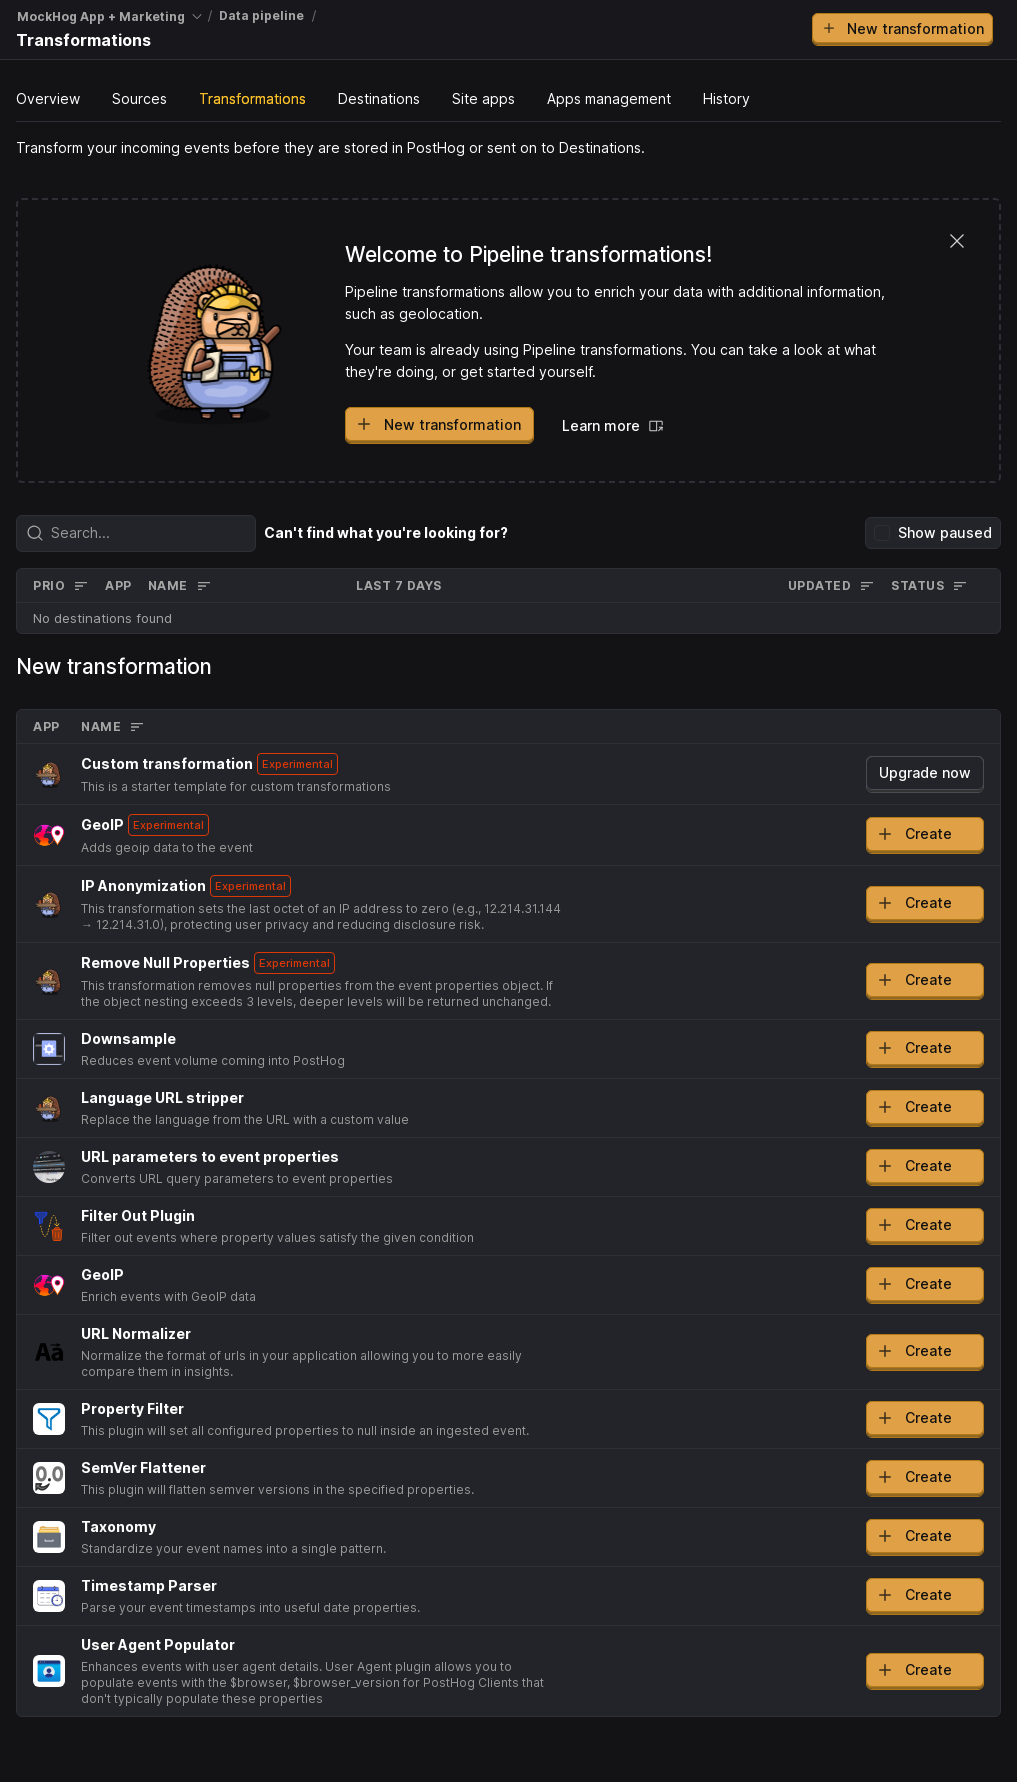 MockHog App + Marketing / Data pipeline /
Transformations
New transformation
Overview Sources Transformations Destinations Site apps Apps management History
Transform your incoming events before they are stored in PostHog or sent on to Destinations.
Welcome to Pipeline transformations!
Pipeline transformations allow you to enrich your data with additional information,
such as geolocation.
Your team is already using Pipeline transformations. You can take a look at what
they're doing, or get started yourself.
New transformation Learn more
Search... Can't find what you're looking for? Show paused
PRIO APP NAME LAST 7 DAYS UPDATED STATUS
No destinations found
New transformation
APP NAME
Custom transformation Experimental
This is a starter template for custom transformations
Upgrade now
GeoIP Experimental
Adds geoip data to the event
Create
IP Anonymization Experimental
This transformation sets the last octet of an IP address to zero (e.g., 12.214.31.144
→ 12.214.31.0), protecting user privacy and reducing disclosure risk.
Create
Remove Null Properties Experimental
This transformation removes null properties from the event properties object. If
the object nesting exceeds 3 levels, deeper levels will be returned unchanged.
Create
Downsample
Reduces event volume coming into PostHog
Create
Language URL stripper
Replace the language from the URL with a custom value
Create
URL parameters to event properties
Converts URL query parameters to event properties
Create
Filter Out Plugin
Filter out events where property values satisfy the given condition
Create
GeoIP
Enrich events with GeoIP data
Create
Aā
URL Normalizer
Normalize the format of urls in your application allowing you to more easily
compare them in insights.
Create
Property Filter
This plugin will set all configured properties to null inside an ingested event.
Create
0.0
SemVer Flattener
This plugin will flatten semver versions in the specified properties.
Create
Taxonomy
Standardize your event names into a single pattern.
Create
Timestamp Parser
Parse your event timestamps into useful date properties.
Create
User Agent Populator
Enhances events with user agent details. User Agent plugin allows you to
populate events with the $browser, $browser_version for PostHog Clients that
don't typically populate these properties
Create